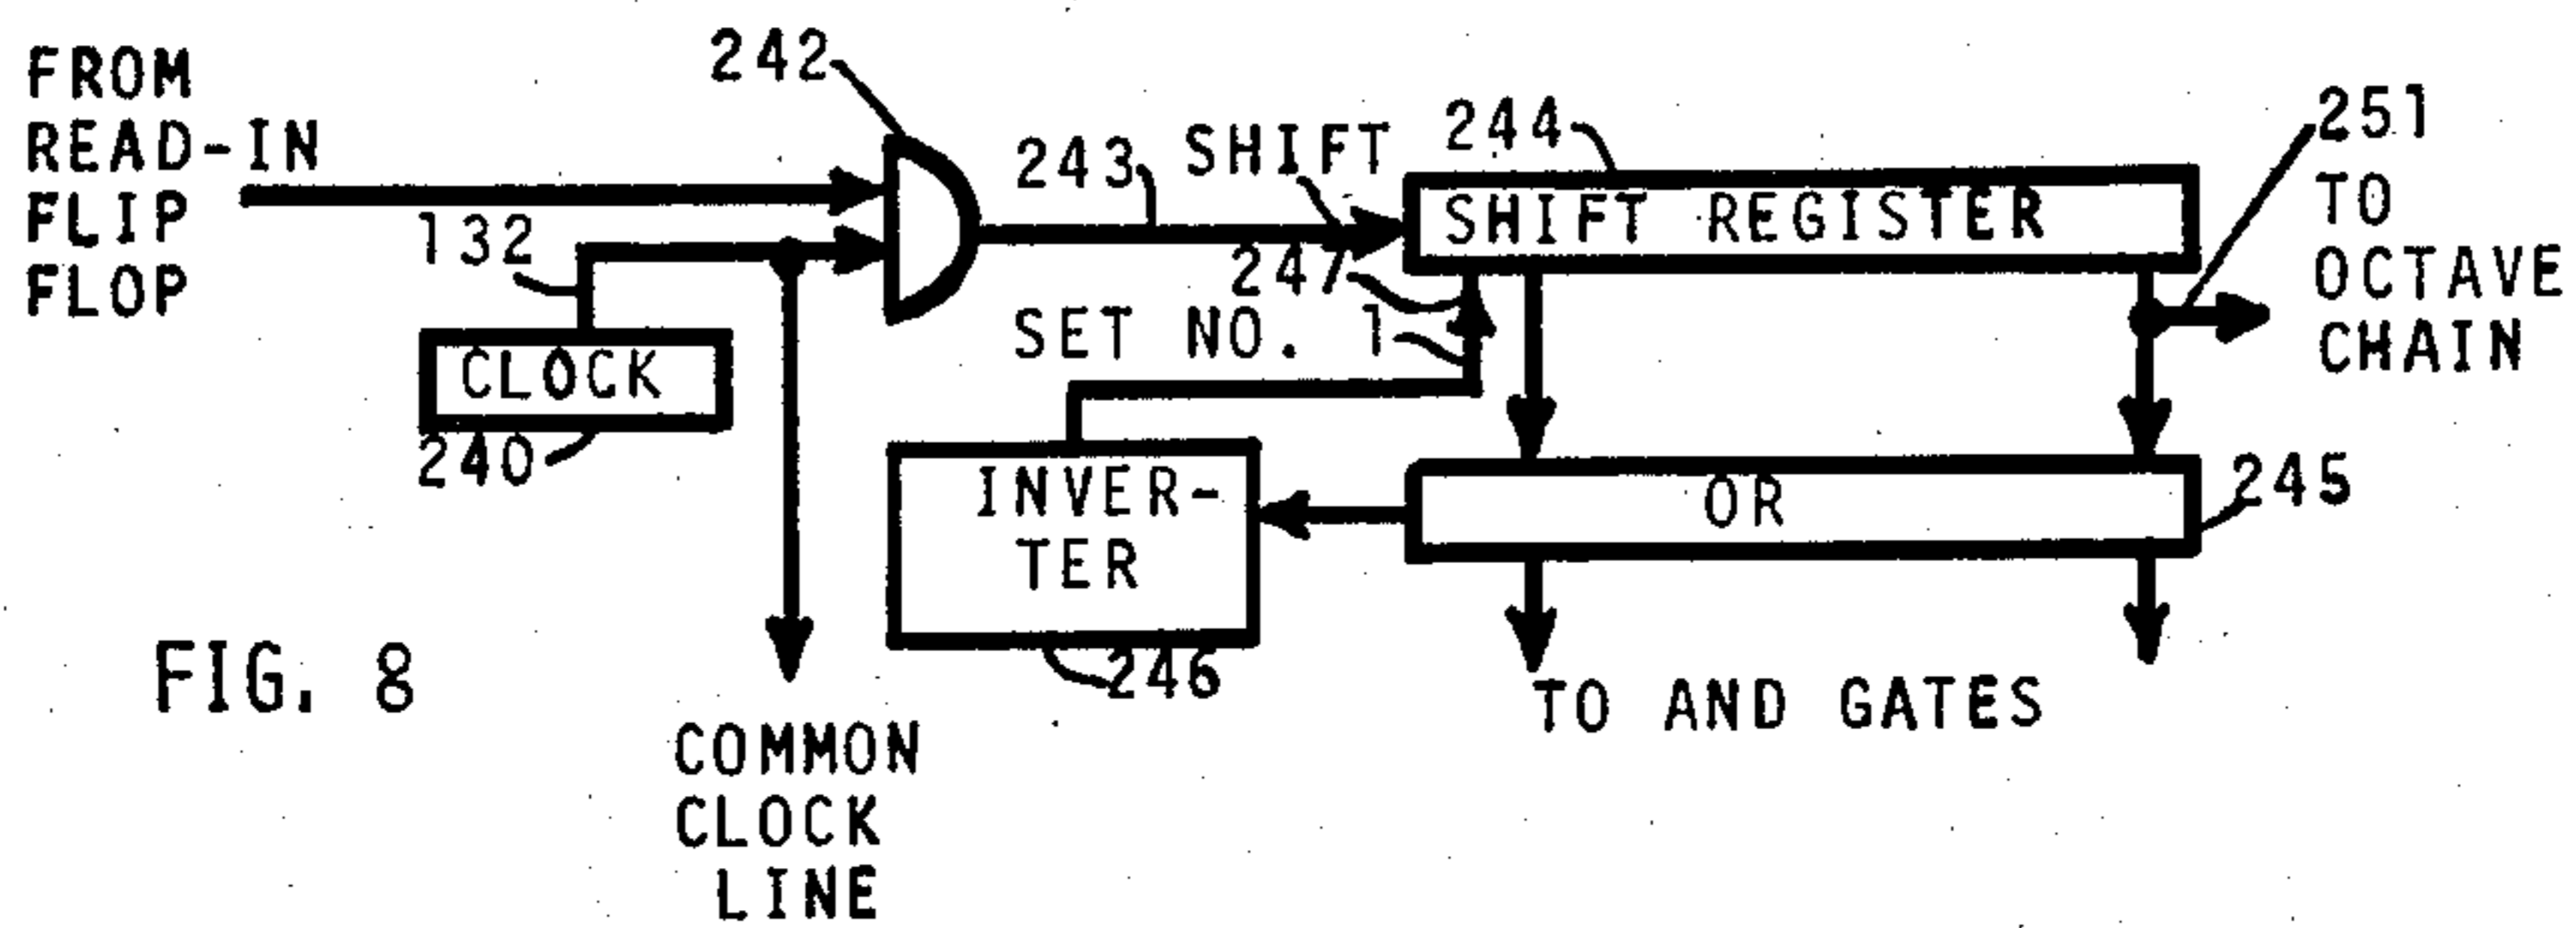 FROM
READ-IN
FLIP
FLOP
132
CLOCK
240
242
243
SHIFT
244
SHIFT REGISTER
251
TO
OCTAVE
CHAIN
247
SET NO. 1
INVER-
TER
246
OR
245
TO AND GATES
COMMON
CLOCK
LINE
FIG. 8